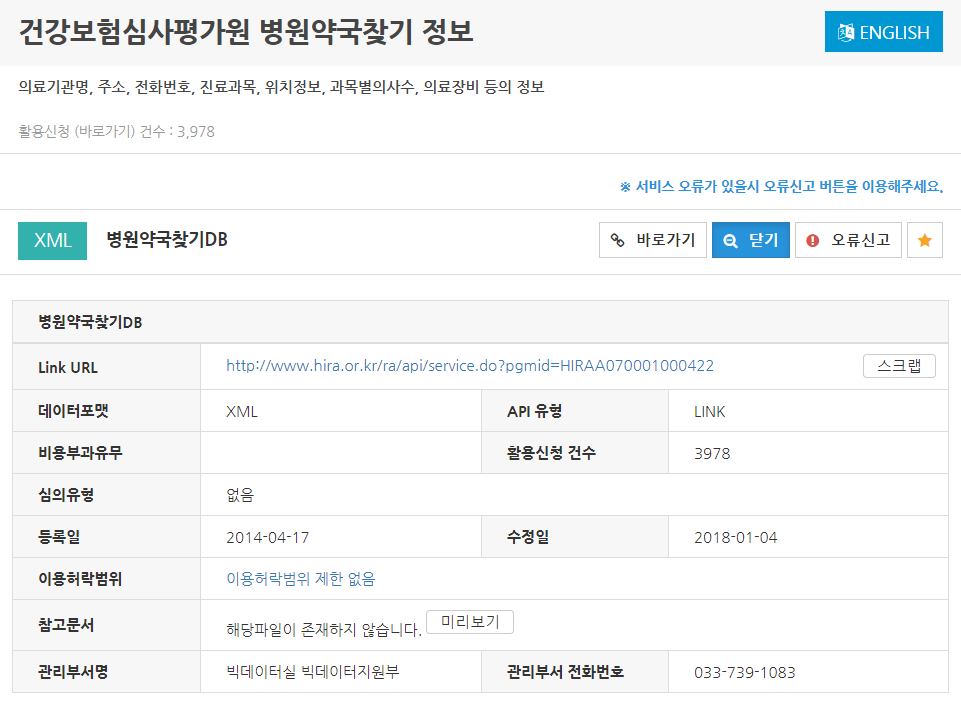 건강보험심사평가원 병원약국찾기 정보
ENGLISH
의료기관명, 주소, 전화번호, 진료과목, 위치정보, 과목별의사수, 의료장비 등의 정보
활용신청 (바로가기) 건수 : 3,978
※ 서비스 오류가 있을시 오류신고 버튼을 이용해주세요.
XML 병원약국찾기DB 바로가기 닫기 오류신고
병원약국찾기DB
Link URL http://www.hira.or.kr/ra/api/service.do?pgmid=HIRAA070001000422 스크랩
데이터포맷 XML API 유형 LINK
비용부과유무 활용신청 건수 3978
심의유형 없음
등록일 2014-04-17 수정일 2018-01-04
이용허락범위 이용허락범위 제한 없음
참고문서 해당파일이 존재하지 않습니다. 미리보기
관리부서명 빅데이터실 빅데이터지원부 관리부서 전화번호 033-739-1083